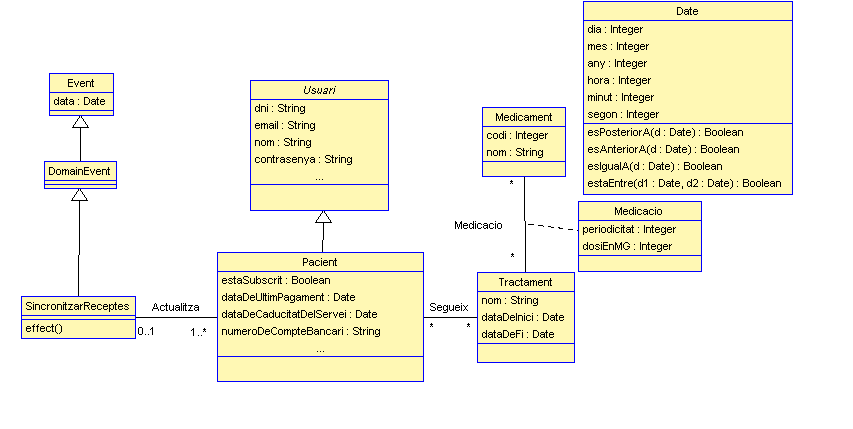 Event
data : Date
DomainEvent
SincronitzarReceptes
effect()
Actualitza
0..1
1..*
Usuari
dni : String
email : String
nom : String
contrasenya : String
...
Pacient
estaSubscrit : Boolean
dataDeUltimPagament : Date
dataDeCaducitatDelServei : Date
numeroDeCompteBancari : String
...
Segueix
*
*
Medicament
codi : Integer
nom : String
*
Medicacio
*
Tractament
nom : String
dataDeInici : Date
dataDeFi : Date
Date
dia : Integer
mes : Integer
any : Integer
hora : Integer
minut : Integer
segon : Integer
esPosteriorA(d : Date) : Boolean
esAnteriorA(d : Date) : Boolean
esIgualA(d : Date) : Boolean
estaEntre(d1 : Date, d2 : Date) : Boolean
Medicacio
periodicitat : Integer
dosiEnMG : Integer